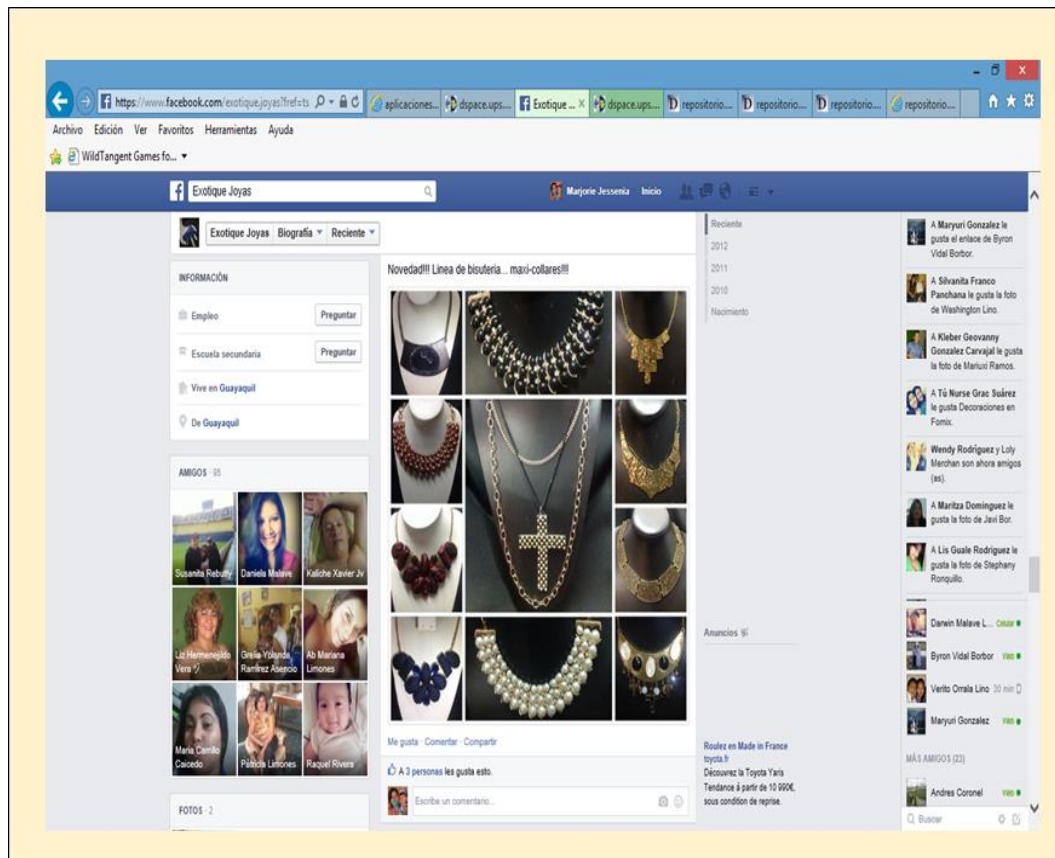 https://www.facebook.com/exotique.joyas?fref=ts
aplicaciones...
dspace.ups....
Exotique ...
dspace.ups....
repositorio....
repositorio....
repositorio....
repositorio....
Archivo Edición Ver Favoritos Herramientas Ayuda
WildTangent Games fo...
Exotique Joyas
Marjorie Jessenia Inicio
Exotique Joyas Biografía Reciente
INFORMACIÓN
Empleo Preguntar
Escuela secundaria Preguntar
Vive en Guayaquil
De Guayaquil
AMIGOS · 95
Susanita Rebutty
Daniela Malave
Kaliche Xavier Jv
Liz Hermenejildo
Vera
Grelia Yolanda
Ramírez Asencio
Ab Mariana
Limones
Maria Carrillo
Caicedo
Patricia Limones
Raquel Rivera
FOTOS · 2
Novedad!!! Linea de bisuteria... maxi-collares!!!
Me gusta · Comentar · Compartir
A 3 personas les gusta esto.
Escribe un comentario...
Reciente
2012
2011
2010
Nacimiento
Anuncios
Roulez en Made in France
toyota.fr
Découvrez la Toyota Yaris
Tendance à partir de 10 990€,
sous condition de reprise.
A Maryuri Gonzalez le
gusta el enlace de Byron
Vidal Borbor.
A Silvanita Franco
Panchana le gusta la foto
de Washington Lino.
A Kleber Geovanny
Gonzalez Carvajal le gusta
la foto de Mariuxi Ramos.
A Tú Nurse Grac Suárez
le gusta Decoraciones en
Fomix.
Wendy Rodriguez y Loly
Merchan son ahora amigos
(as).
A Maritza Dominguez le
gusta la foto de Javi Bor.
A Lis Guale Rodriguez le
gusta la foto de Stephany
Ronquillo.
Darwin Malave L... Celular
Byron Vidal Borbor Web
Verito Orrala Lino 30 min
Maryuri Gonzalez Web
MÁS AMIGOS (23)
Andres Coronel Web
Buscar